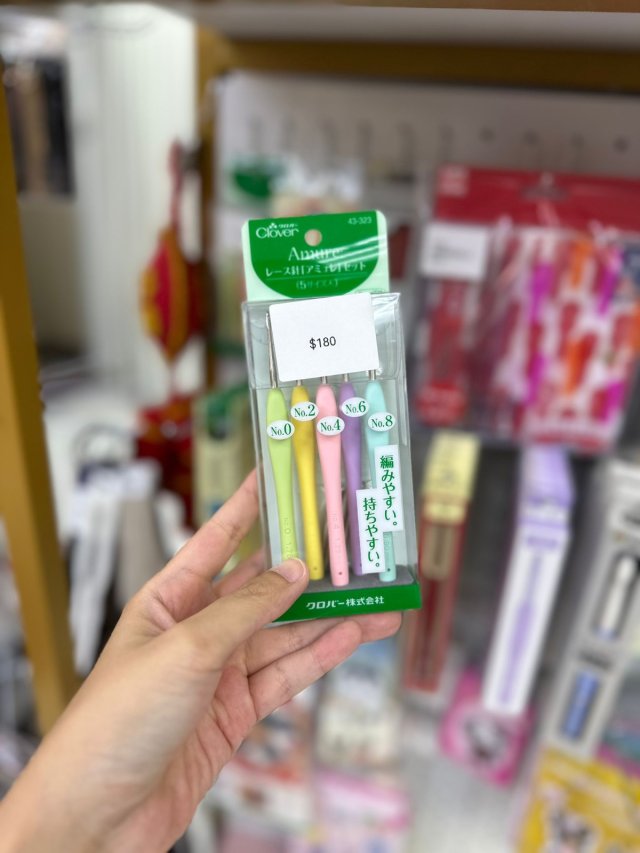 クロバー 43-323
Clover
Amure
レース針「アミュレ」セット
(5サイズ入)
$180
No.0
No.2
No.4
No.6
No.8
編みやすい。
持ちやすい。
クロバー株式会社